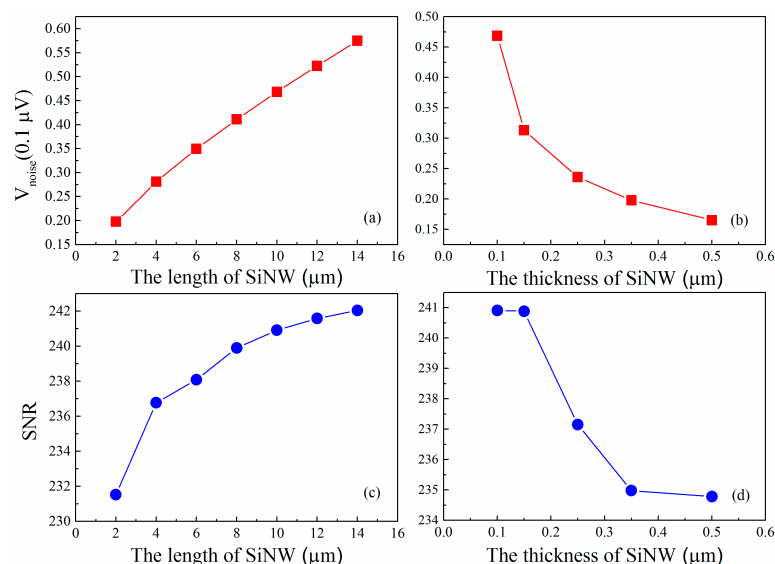 0.60
0.55
0.50
0.45
0.40
0.35
0.30
0.25
0.20
0.15
V_noise (0.1 μV)
(a)
0 2 4 6 8 10 12 14 16
The length of SiNW (μm)
0.50
0.45
0.40
0.35
0.30
0.25
0.20
0.15
(b)
0.0 0.1 0.2 0.3 0.4 0.5 0.6
The thickness of SiNW (μm)
242
240
238
236
234
232
230
SNR
(c)
0 2 4 6 8 10 12 14 16
The length of SiNW (μm)
241
240
239
238
237
236
235
234
(d)
0.0 0.1 0.2 0.3 0.4 0.5 0.6
The thickness of SiNW (μm)